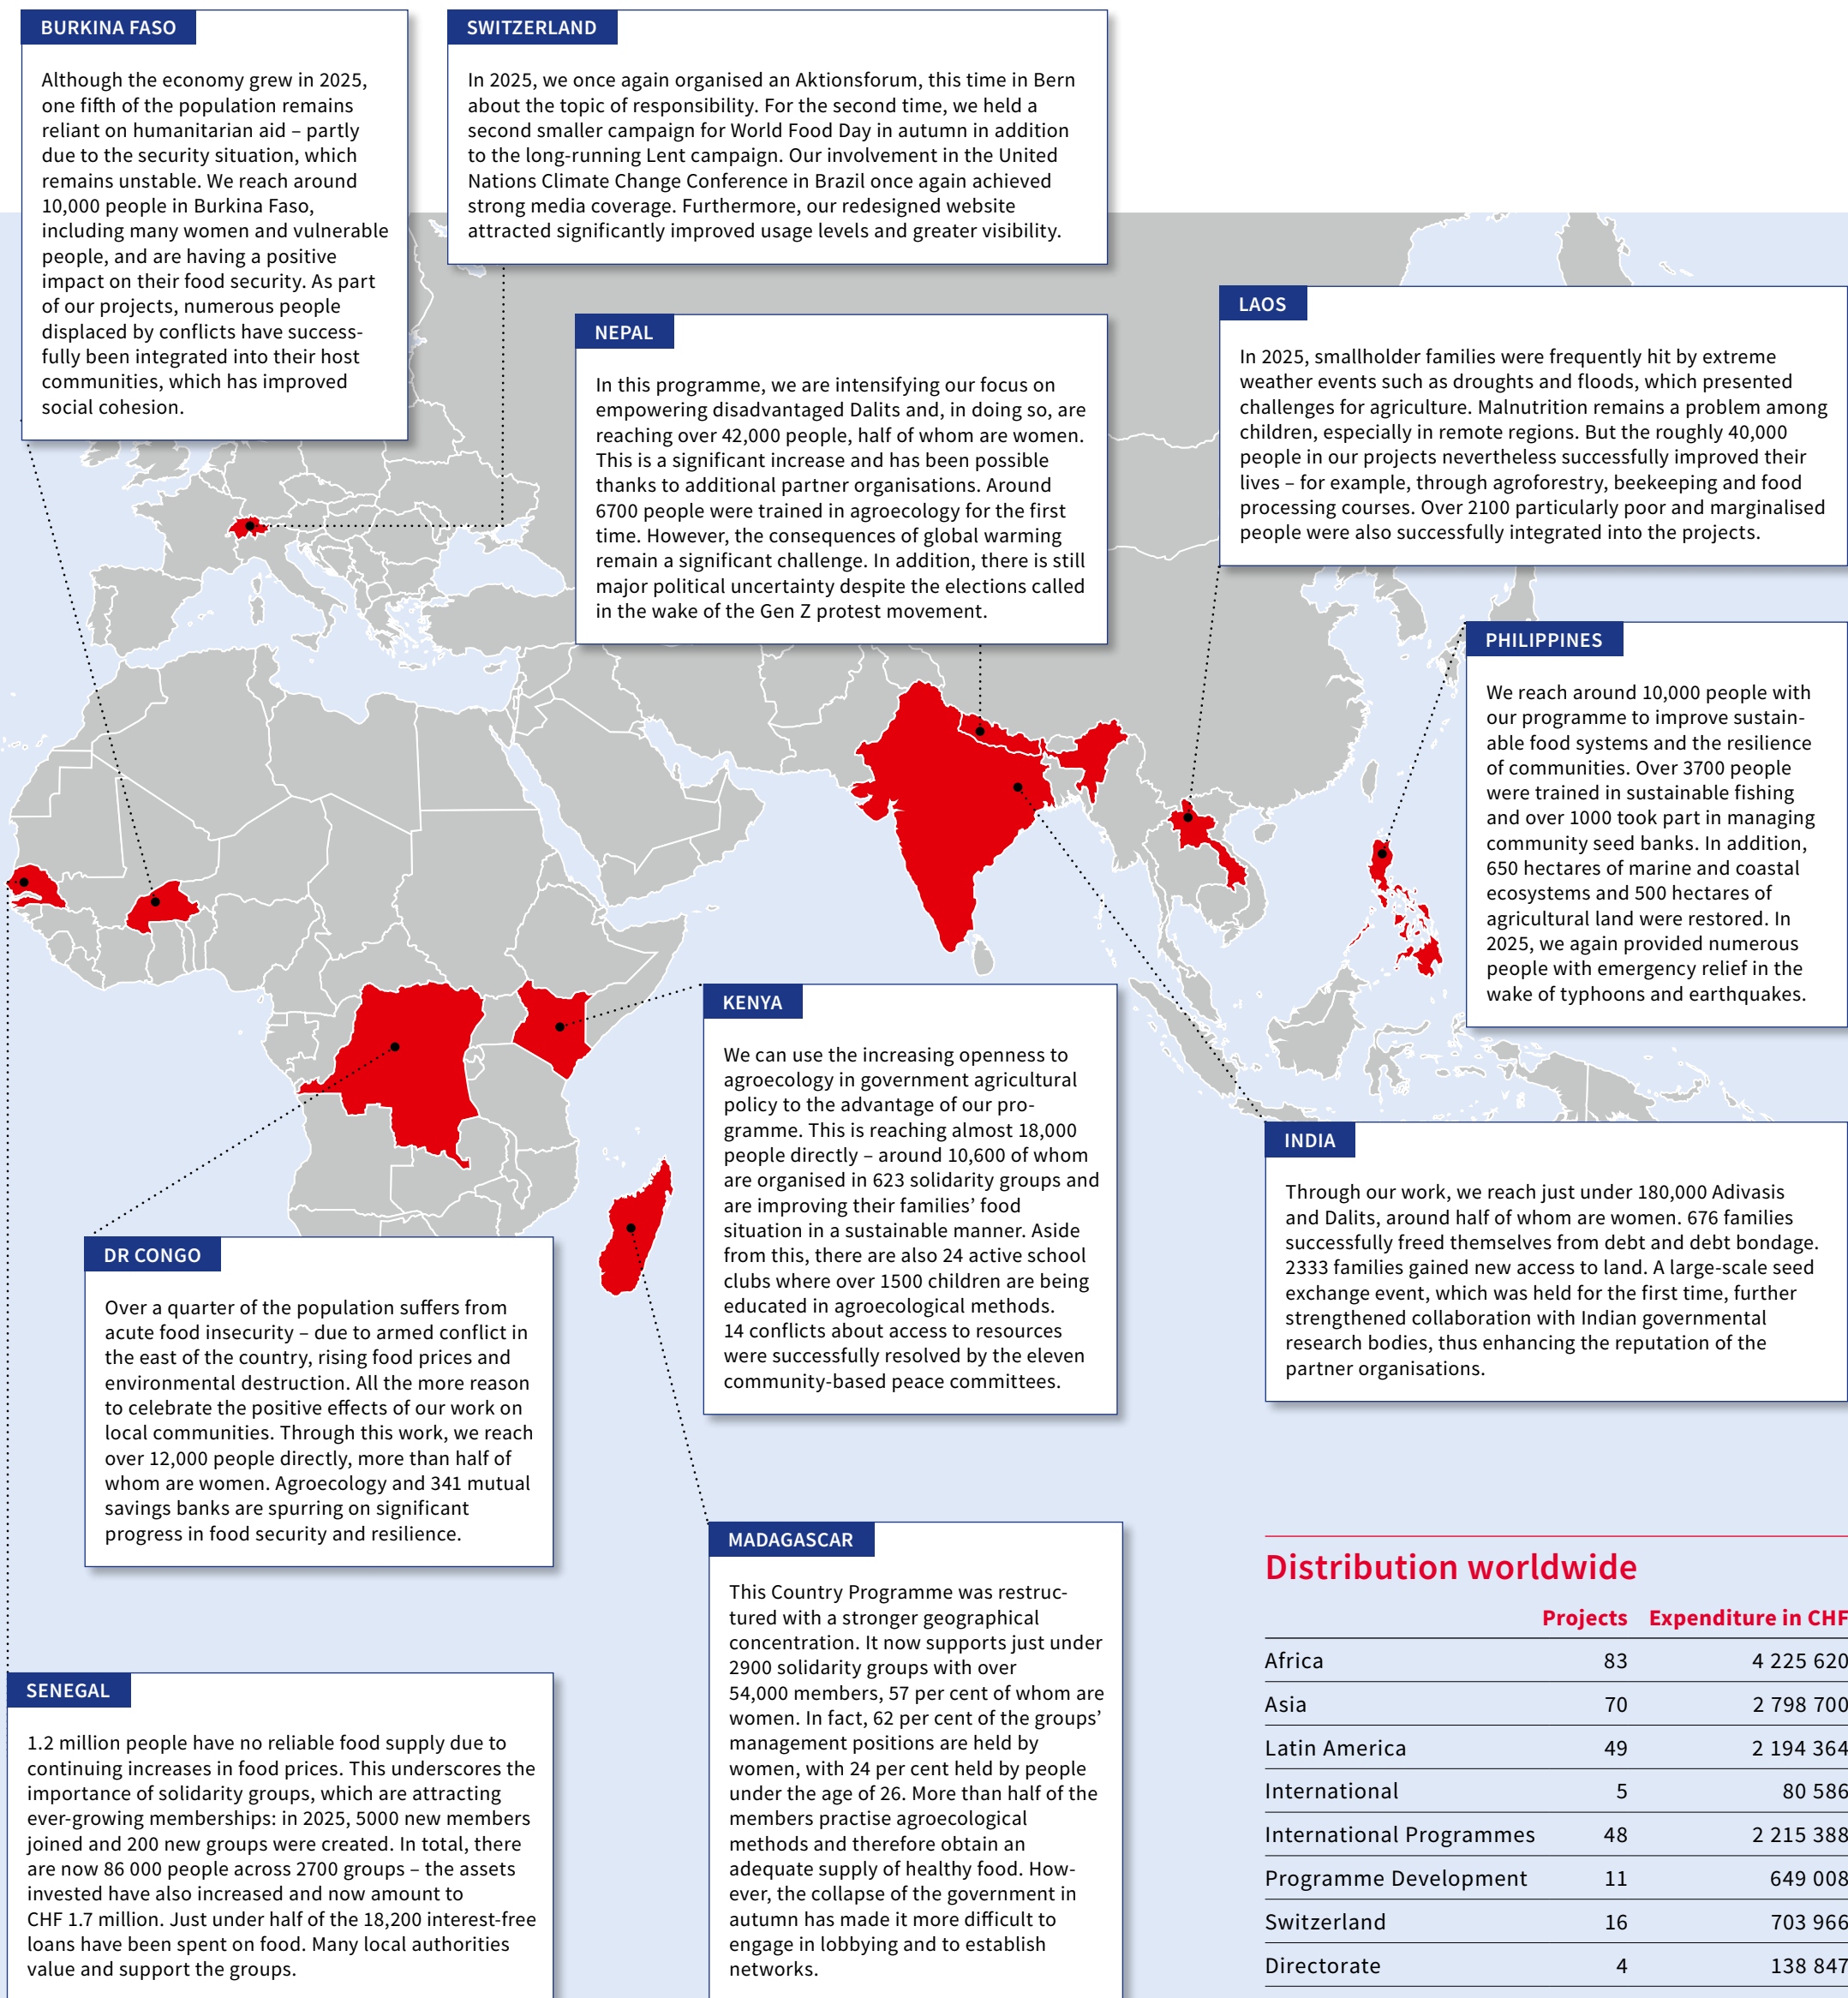 BURKINA FASO
Although the economy grew in 2025,
one fifth of the population remains
reliant on humanitarian aid – partly
due to the security situation, which
remains unstable. We reach around
10,000 people in Burkina Faso,
including many women and vulnerable
people, and are having a positive
impact on their food security. As part
of our projects, numerous people
displaced by conflicts have success-
fully been integrated into their host
communities, which has improved
social cohesion.
SWITZERLAND
In 2025, we once again organised an Aktionsforum, this time in Bern
about the topic of responsibility. For the second time, we held a
second smaller campaign for World Food Day in autumn in addition
to the long-running Lent campaign. Our involvement in the United
Nations Climate Change Conference in Brazil once again achieved
strong media coverage. Furthermore, our redesigned website
attracted significantly improved usage levels and greater visibility.
NEPAL
In this programme, we are intensifying our focus on
empowering disadvantaged Dalits and, in doing so, are
reaching over 42,000 people, half of whom are women.
This is a significant increase and has been possible
thanks to additional partner organisations. Around
6700 people were trained in agroecology for the first
time. However, the consequences of global warming
remain a significant challenge. In addition, there is still
major political uncertainty despite the elections called
in the wake of the Gen Z protest movement.
LAOS
In 2025, smallholder families were frequently hit by extreme
weather events such as droughts and floods, which presented
challenges for agriculture. Malnutrition remains a problem among
children, especially in remote regions. But the roughly 40,000
people in our projects nevertheless successfully improved their
lives – for example, through agroforestry, beekeeping and food
processing courses. Over 2100 particularly poor and marginalised
people were also successfully integrated into the projects.
PHILIPPINES
We reach around 10,000 people with
our programme to improve sustain-
able food systems and the resilience
of communities. Over 3700 people
were trained in sustainable fishing
and over 1000 took part in managing
community seed banks. In addition,
650 hectares of marine and coastal
ecosystems and 500 hectares of
agricultural land were restored. In
2025, we again provided numerous
people with emergency relief in the
wake of typhoons and earthquakes.
KENYA
We can use the increasing openness to
agroecology in government agricultural
policy to the advantage of our pro-
gramme. This is reaching almost 18,000
people directly – around 10,600 of whom
are organised in 623 solidarity groups and
are improving their families’ food
situation in a sustainable manner. Aside
from this, there are also 24 active school
clubs where over 1500 children are being
educated in agroecological methods.
14 conflicts about access to resources
were successfully resolved by the eleven
community-based peace committees.
INDIA
Through our work, we reach just under 180,000 Adivasis
and Dalits, around half of whom are women. 676 families
successfully freed themselves from debt and debt bondage.
2333 families gained new access to land. A large-scale seed
exchange event, which was held for the first time, further
strengthened collaboration with Indian governmental
research bodies, thus enhancing the reputation of the
partner organisations.
DR CONGO
Over a quarter of the population suffers from
acute food insecurity – due to armed conflict in
the east of the country, rising food prices and
environmental destruction. All the more reason
to celebrate the positive effects of our work on
local communities. Through this work, we reach
over 12,000 people directly, more than half of
whom are women. Agroecology and 341 mutual
savings banks are spurring on significant
progress in food security and resilience.
MADAGASCAR
This Country Programme was restruc-
tured with a stronger geographical
concentration. It now supports just under
2900 solidarity groups with over
54,000 members, 57 per cent of whom are
women. In fact, 62 per cent of the groups’
management positions are held by
women, with 24 per cent held by people
under the age of 26. More than half of the
members practise agroecological
methods and therefore obtain an
adequate supply of healthy food. How-
ever, the collapse of the government in
autumn has made it more difficult to
engage in lobbying and to establish
networks.
SENEGAL
1.2 million people have no reliable food supply due to
continuing increases in food prices. This underscores the
importance of solidarity groups, which are attracting
ever-growing memberships: in 2025, 5000 new members
joined and 200 new groups were created. In total, there
are now 86 000 people across 2700 groups – the assets
invested have also increased and now amount to
CHF 1.7 million. Just under half of the 18,200 interest-free
loans have been spent on food. Many local authorities
value and support the groups.
Distribution worldwide
Projects Expenditure in CHF
Africa 83 4 225 620
Asia 70 2 798 700
Latin America 49 2 194 364
International 5 80 586
International Programmes 48 2 215 388
Programme Development 11 649 008
Switzerland 16 703 966
Directorate 4 138 847